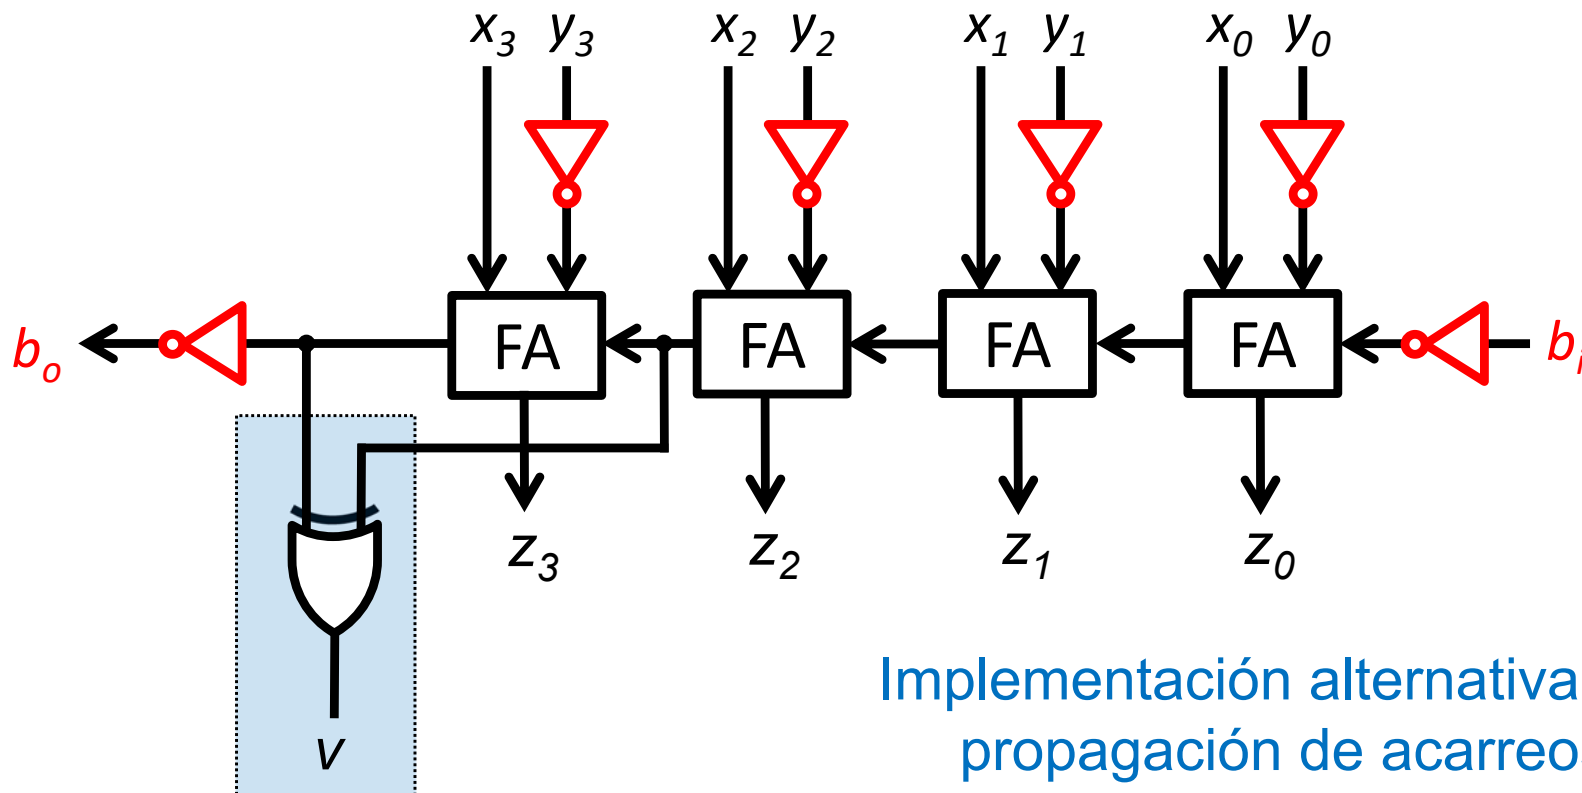 x3 y3 x2 y2 x1 y1 x0 y0
bo FA FA FA FA bi
z3 z2 z1 z0
v
Implementación alternativa
propagación de acarreo